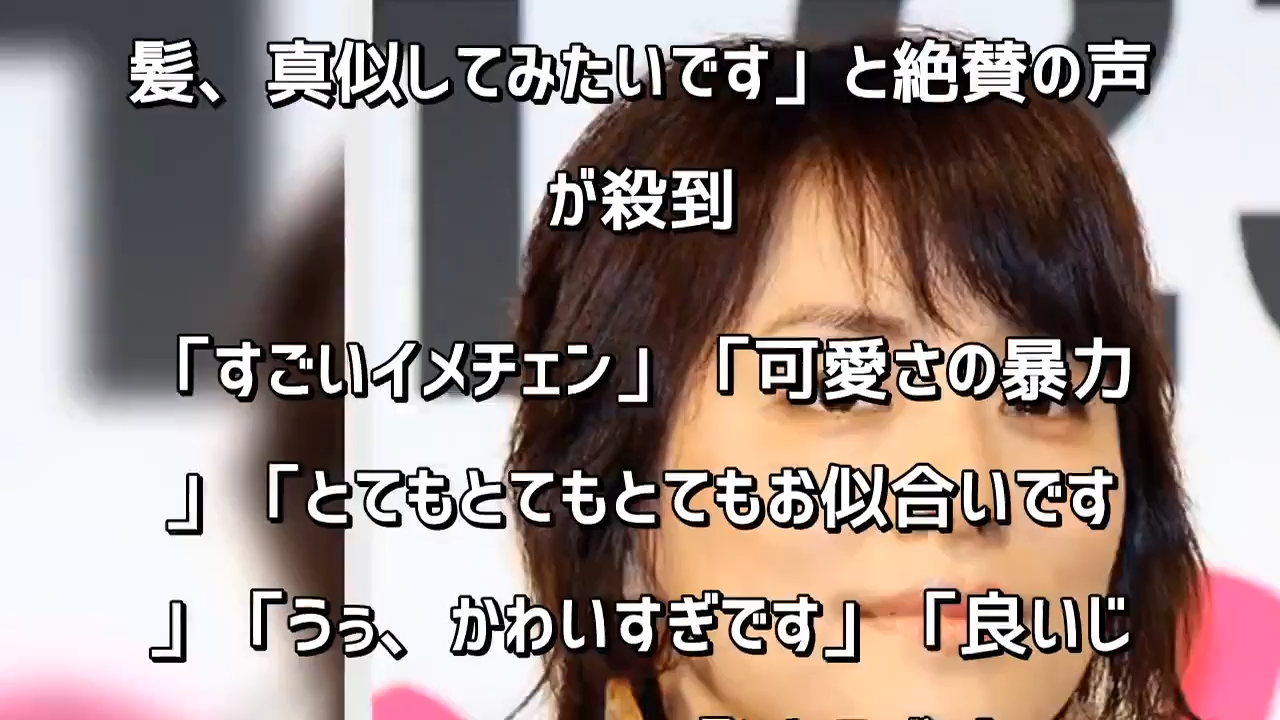 髪、真似してみたいです」と絶賛の声
が殺到
「すごいイメチェン」「可愛さの暴力
」「とてもとてもとてもお似合いです
」「うぅ、かわいすぎです」「良いじ